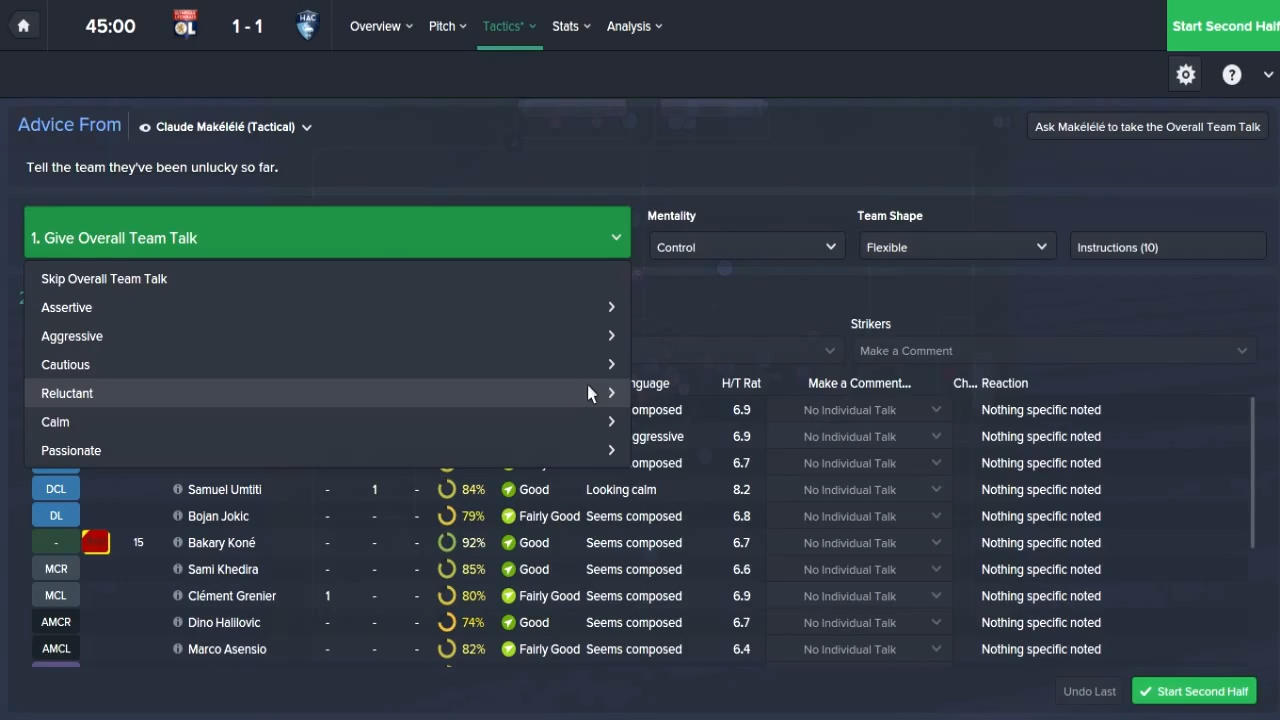 45:00
OL
1 - 1
HAC
Overview
Pitch
Tactics*
Stats
Analysis
Start Second Half
?
Advice From
Claude Makélélé (Tactical)
Ask Makélélé to take the Overall Team Talk
Tell the team they've been unlucky so far.
1. Give Overall Team Talk
Mentality
Control
Team Shape
Flexible
Instructions (10)
Skip Overall Team Talk
Assertive
Aggressive
Cautious
Reluctant
Calm
Passionate
Strikers
Make a Comment
nguage
H/T Rat
Make a Comment...
Ch...
Reaction
omposed 6.9 No Individual Talk Nothing specific noted
ggressive 6.9 No Individual Talk Nothing specific noted
omposed 6.7 No Individual Talk Nothing specific noted
DCL Samuel Umtiti - 1 - 84% Good Looking calm 8.2 No Individual Talk Nothing specific noted
DL Bojan Jokic - - - 79% Fairly Good Seems composed 6.8 No Individual Talk Nothing specific noted
- 15 Bakary Koné - - - 92% Good Seems composed 6.7 No Individual Talk Nothing specific noted
MCR Sami Khedira - - - 85% Good Seems composed 6.6 No Individual Talk Nothing specific noted
MCL Clément Grenier 1 - - 80% Fairly Good Seems composed 6.9 No Individual Talk Nothing specific noted
AMCR Dino Halilovic - - - 74% Good Seems composed 6.7 No Individual Talk Nothing specific noted
AMCL Marco Asensio - - - 82% Fairly Good Seems composed 6.4 No Individual Talk Nothing specific noted
Undo Last
Start Second Half